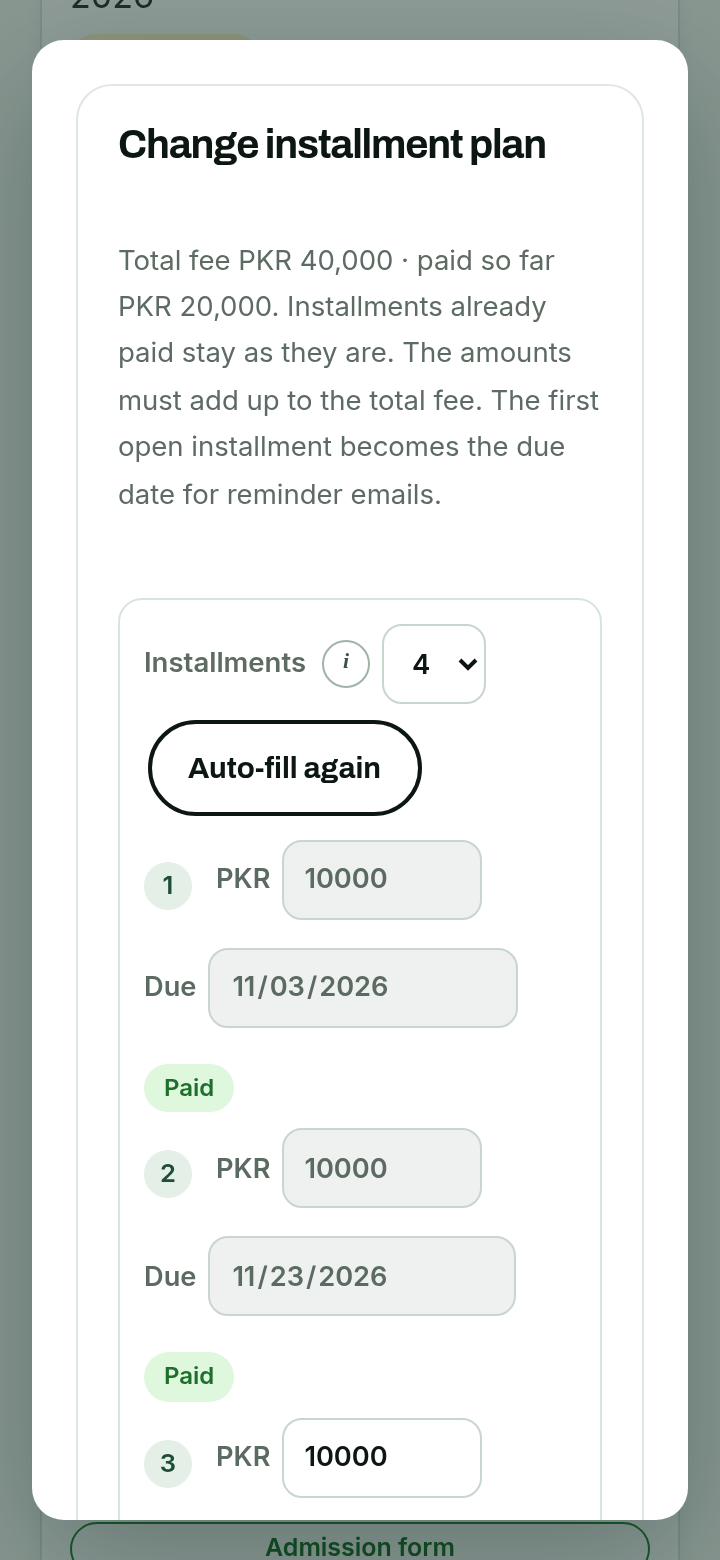 2026
Change installment plan
Total fee PKR 40,000 · paid so far
PKR 20,000. Installments already
paid stay as they are. The amounts
must add up to the total fee. The first
open installment becomes the due
date for reminder emails.
Installments i 4
Auto-fill again
1 PKR 10000
Due 11/03/2026
Paid
2 PKR 10000
Due 11/23/2026
Paid
3 PKR 10000
Admission form